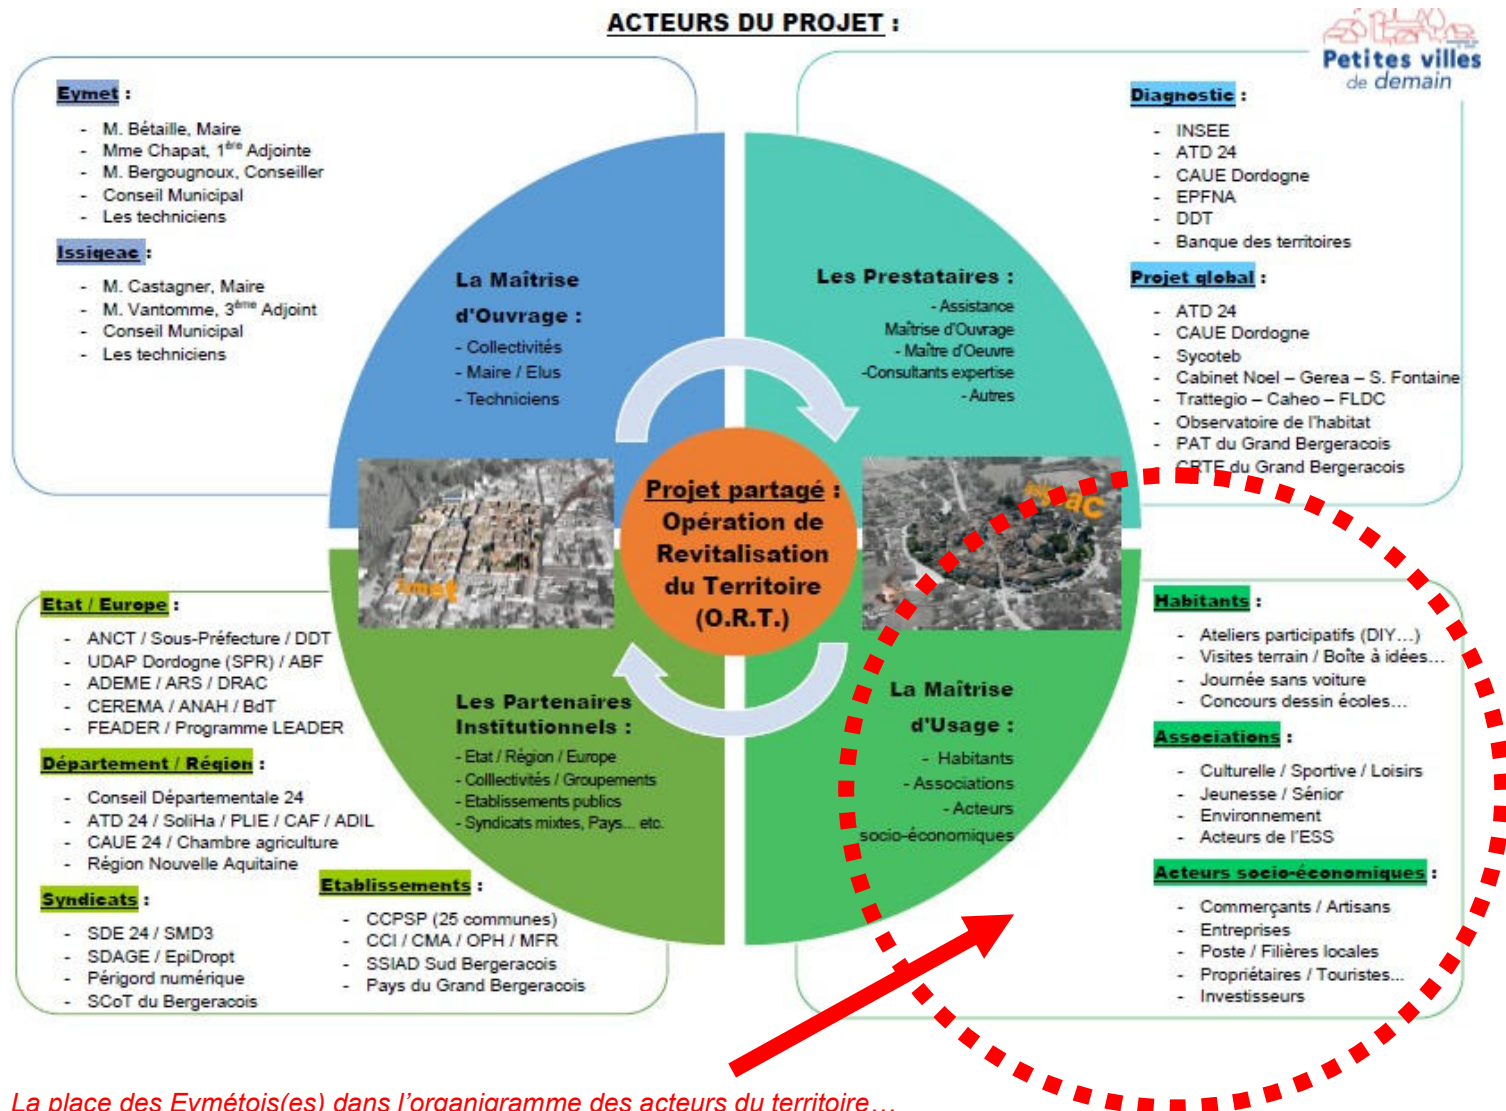 ACTEURS DU PROJET :
Petites villes
de demain
Eymet :
- M. Bétaille, Maire
- Mme Chapat, 1ère Adjointe
- M. Bergougnoux, Conseiller
- Conseil Municipal
- Les techniciens
Issigeac :
- M. Castagner, Maire
- M. Vantomme, 3ème Adjoint
- Conseil Municipal
- Les techniciens
La Maîtrise
d'Ouvrage :
- Collectivités
- Maire / Elus
- Techniciens
Les Prestataires :
- Assistance
Maîtrise d'Ouvrage
- Maître d'Oeuvre
-Consultants expertise
- Autres
Diagnostic :
- INSEE
- ATD 24
- CAUE Dordogne
- EPFNA
- DDT
- Banque des territoires
Projet global :
- ATD 24
- CAUE Dordogne
- Sycoteb
- Cabinet Noel – Gerea – S. Fontaine
- Trattegio – Caheo – FLDC
- Observatoire de l'habitat
- PAT du Grand Bergeracois
- CRTE du Grand Bergeracois
Projet partagé :
Opération de
Revitalisation
du Territoire
(O.R.T.)
Etat / Europe :
- ANCT / Sous-Préfecture / DDT
- UDAP Dordogne (SPR) / ABF
- ADEME / ARS / DRAC
- CEREMA / ANAH / BdT
- FEADER / Programme LEADER
Département / Région :
- Conseil Départementale 24
- ATD 24 / SoliHa / PLIE / CAF / ADIL
- CAUE 24 / Chambre agriculture
- Région Nouvelle Aquitaine
Syndicats :
- SDE 24 / SMD3
- SDAGE / EpiDropt
- Périgord numérique
- SCoT du Bergeracois
Etablissements :
- CCPSP (25 communes)
- CCI / CMA / OPH / MFR
- SSIAD Sud Bergeracois
- Pays du Grand Bergeracois
Les Partenaires
Institutionnels :
- Etat / Région / Europe
- Colllectivités / Groupements
- Etablissements publics
- Syndicats mixtes, Pays... etc.
La Maîtrise
d'Usage :
- Habitants
- Associations
- Acteurs
socio-économiques
Habitants :
- Ateliers participatifs (DIY…)
- Visites terrain / Boîte à idées…
- Journée sans voiture
- Concours dessin écoles…
Associations :
- Culturelle / Sportive / Loisirs
- Jeunesse / Sénior
- Environnement
- Acteurs de l'ESS
Acteurs socio-économiques :
- Commerçants / Artisans
- Entreprises
- Poste / Filières locales
- Propriétaires / Touristes...
- Investisseurs
La place des Eymétois(es) dans l'organigramme des acteurs du territoire…